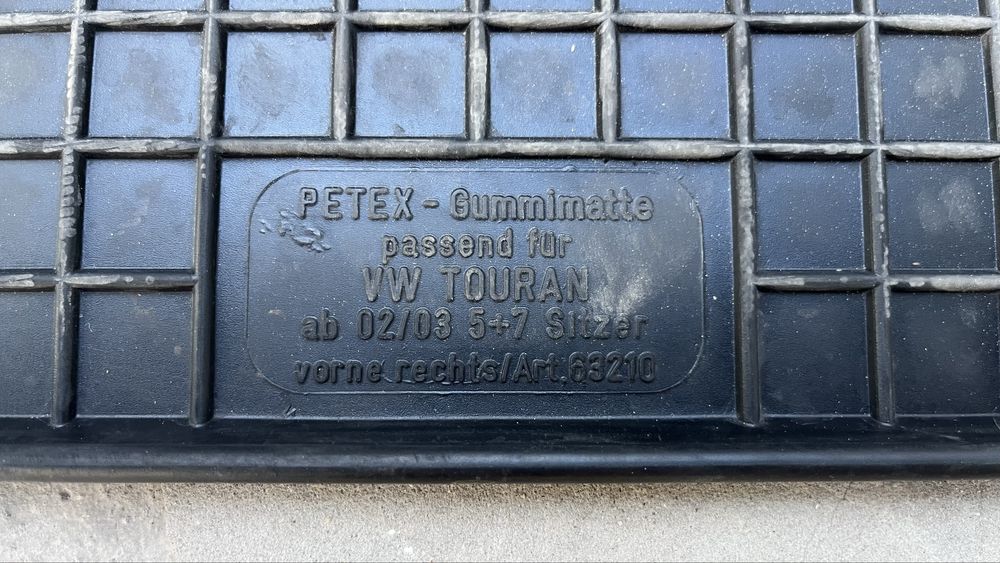 PETEX - Gummimatte
passend für
VW TOURAN
ab 02/03 5+7 Sitzer
vorne rechts/Art.63210